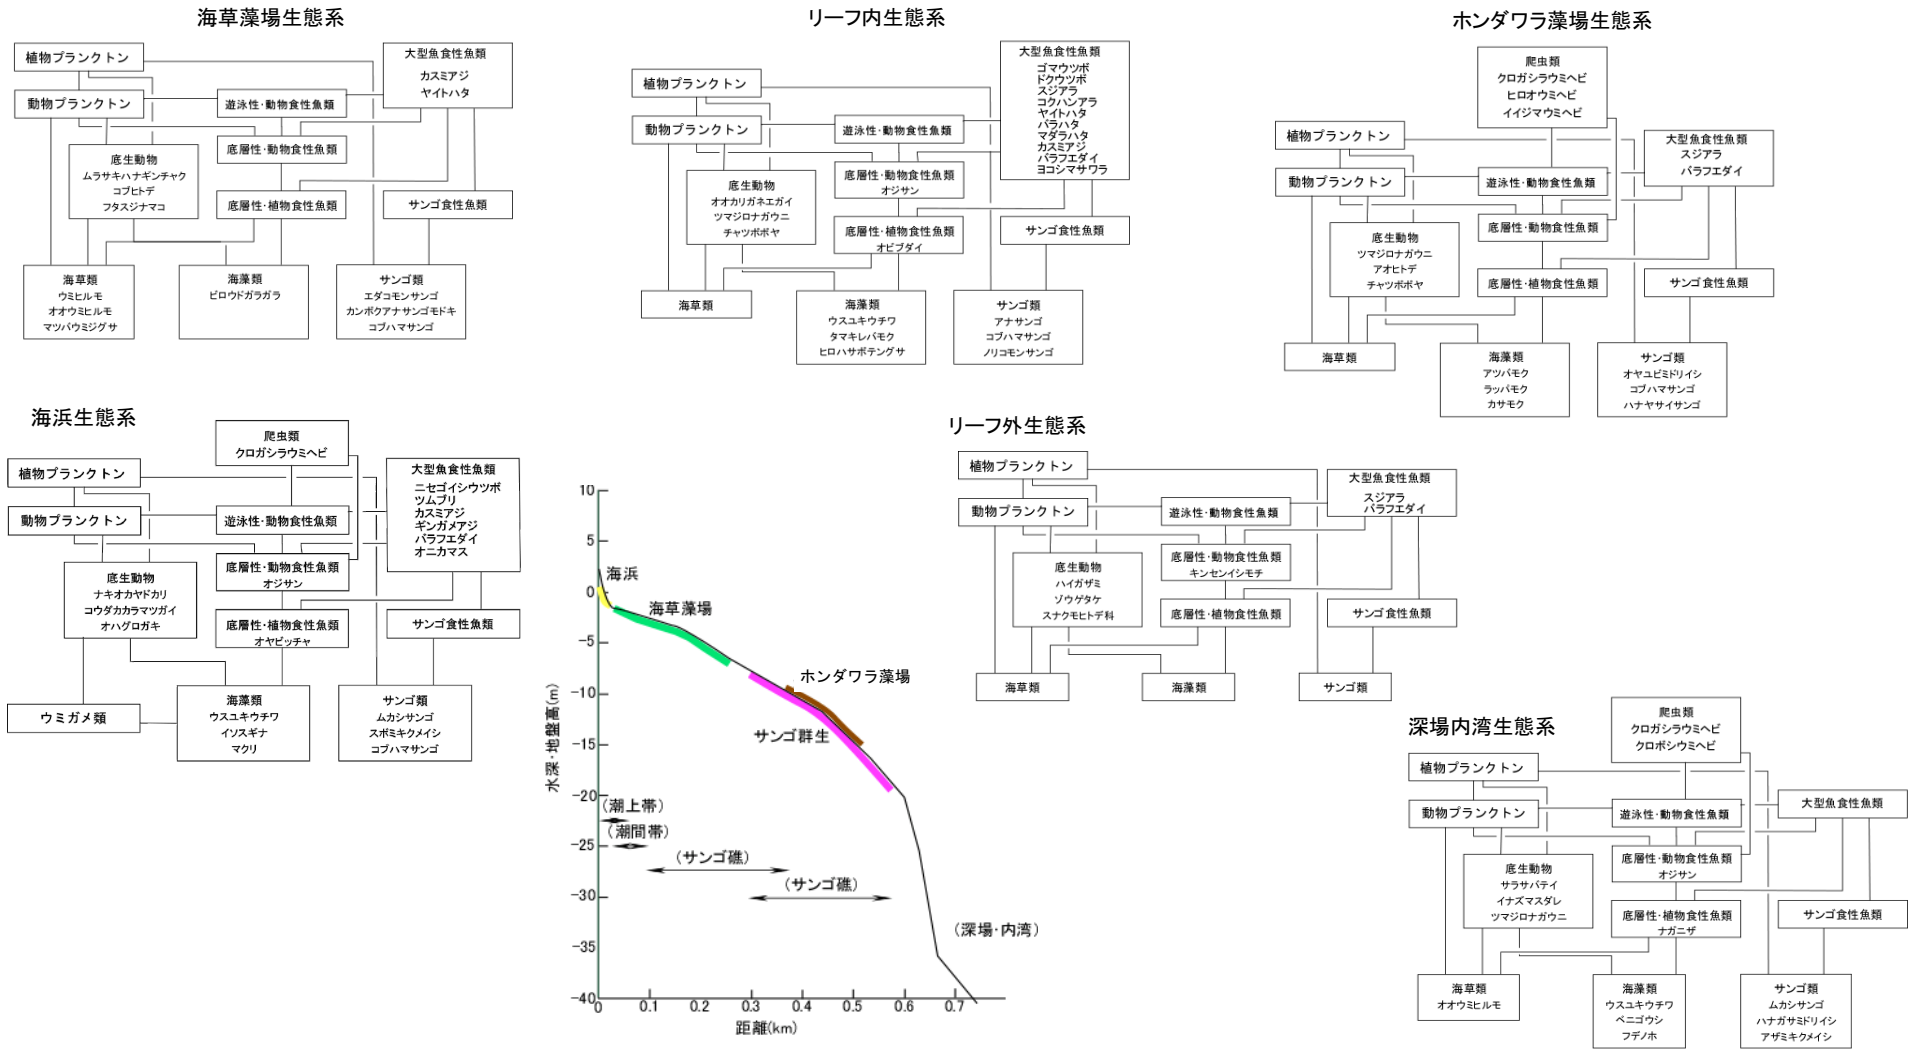 海草藻場生態系
植物プランクトン
大型魚食性魚類
カスミアジ
ヤイトハタ
動物プランクトン
遊泳性・動物食性魚類
底層性・動物食性魚類
底生動物
ムラサキハナギンチャク
コブヒトデ
フタスジナマコ
底層性・植物食性魚類
サンゴ食性魚類
海草類
ウミヒルモ
オオウミヒルモ
マツバウミジグサ
海藻類
ビロウドガラガラ
サンゴ類
エダコモンサンゴ
カンボクアナサンゴモドキ
コブハマサンゴ
リーフ内生態系
植物プランクトン
大型魚食性魚類
ゴマウツボ
ドクウツボ
スジアラ
コクハンアラ
ヤイトハタ
バラハタ
マダラハタ
カスミアジ
バラフエダイ
ヨコシマサワラ
動物プランクトン
遊泳性・動物食性魚類
底層性・動物食性魚類
オジサン
底生動物
オオカリガネエガイ
ツマジロナガウニ
チャツボボヤ
底層性・植物食性魚類
オビブダイ
サンゴ食性魚類
海草類
海藻類
ウスユキウチワ
タマキレバモク
ヒロハサボテングサ
サンゴ類
アナサンゴ
コブハマサンゴ
ノリコモンサンゴ
ホンダワラ藻場生態系
爬虫類
クロガシラウミヘビ
ヒロオウミヘビ
イイジマウミヘビ
植物プランクトン
大型魚食性魚類
スジアラ
バラフエダイ
動物プランクトン
遊泳性・動物食性魚類
底層性・動物食性魚類
底生動物
ツマジロナガウニ
アオヒトデ
チャツボボヤ
底層性・植物食性魚類
サンゴ食性魚類
海草類
海藻類
アツバモク
ラッパモク
カサモク
サンゴ類
オヤユビミドリイシ
コブハマサンゴ
ハナヤサイサンゴ
海浜生態系
爬虫類
クロガシラウミヘビ
植物プランクトン
大型魚食性魚類
ニセゴイシウツボ
ツムブリ
カスミアジ
ギンガメアジ
バラフエダイ
オニカマス
動物プランクトン
遊泳性・動物食性魚類
底層性・動物食性魚類
オジサン
底生動物
ナキオカヤドカリ
コウダカカラマツガイ
オハグロガキ
底層性・植物食性魚類
オヤビッチャ
サンゴ食性魚類
ウミガメ類
海藻類
ウスユキウチワ
イソスギナ
マクリ
サンゴ類
ムカシサンゴ
スボミキクメイシ
コブハマサンゴ
水深・地盤高(m)
10
5
0
-5
-10
-15
-20
-25
-30
-35
-40
海浜
海草藻場
ホンダワラ藻場
サンゴ群生
(潮上帯)
(潮間帯)
(サンゴ礁)
(サンゴ礁)
(深場・内湾)
0 0.1 0.2 0.3 0.4 0.5 0.6 0.7
距離(km)
リーフ外生態系
植物プランクトン
大型魚食性魚類
スジアラ
バラフエダイ
動物プランクトン
遊泳性・動物食性魚類
底層性・動物食性魚類
キンセンイシモチ
底生動物
ハイガザミ
ゾウゲタケ
スナクモヒトデ科
底層性・植物食性魚類
サンゴ食性魚類
海草類
海藻類
サンゴ類
深場内湾生態系
爬虫類
クロガシラウミヘビ
クロボシウミヘビ
植物プランクトン
大型魚食性魚類
動物プランクトン
遊泳性・動物食性魚類
底層性・動物食性魚類
オジサン
底生動物
サラサバテイ
イナズマスダレ
ツマジロナガウニ
底層性・植物食性魚類
ナガニザ
サンゴ食性魚類
海草類
オオウミヒルモ
海藻類
ウスユキウチワ
ベニゴウシ
フデノホ
サンゴ類
ムカシサンゴ
ハナガサミドリイシ
アザミキクメイシ